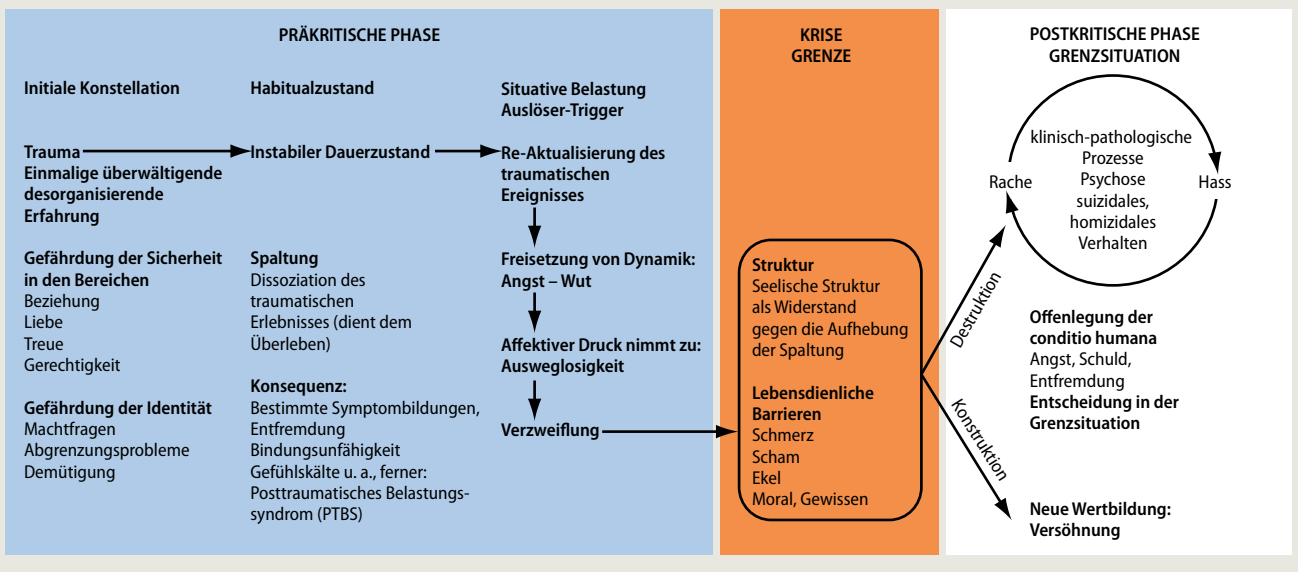 PRÄKRITISCHE PHASE
Initiale Konstellation
Trauma
Einmalige überwältigende
desorganisierende
Erfahrung
Gefährdung der Sicherheit
in den Bereichen
Beziehung
Liebe
Treue
Gerechtigkeit
Gefährdung der Identität
Machtfragen
Abgrenzungsprobleme
Demütigung
Habitualzustand
Instabiler Dauerzustand
Spaltung
Dissoziation des
traumatischen
Erlebnisses (dient dem
Überleben)
Konsequenz:
Bestimmte Symptombildungen,
Entfremdung
Bindungsunfähigkeit
Gefühlskälte u. a., ferner:
Posttraumatisches Belastungs-
syndrom (PTBS)
Situative Belastung
Auslöser-Trigger
Re-Aktualisierung des
traumatischen
Ereignisses
Freisetzung von Dynamik:
Angst – Wut
Affektiver Druck nimmt zu:
Ausweglosigkeit
Verzweiflung
KRISE
GRENZE
Struktur
Seelische Struktur
als Widerstand
gegen die Aufhebung
der Spaltung
Lebensdienliche
Barrieren
Schmerz
Scham
Ekel
Moral, Gewissen
POSTKRITISCHE PHASE
GRENZSITUATION
Destruktion
Konstruktion
Rache
klinisch-pathologische
Prozesse
Psychose
suizidales,
homizidales
Verhalten
Hass
Offenlegung der
conditio humana
Angst, Schuld,
Entfremdung
Entscheidung in der
Grenzsituation
Neue Wertbildung:
Versöhnung